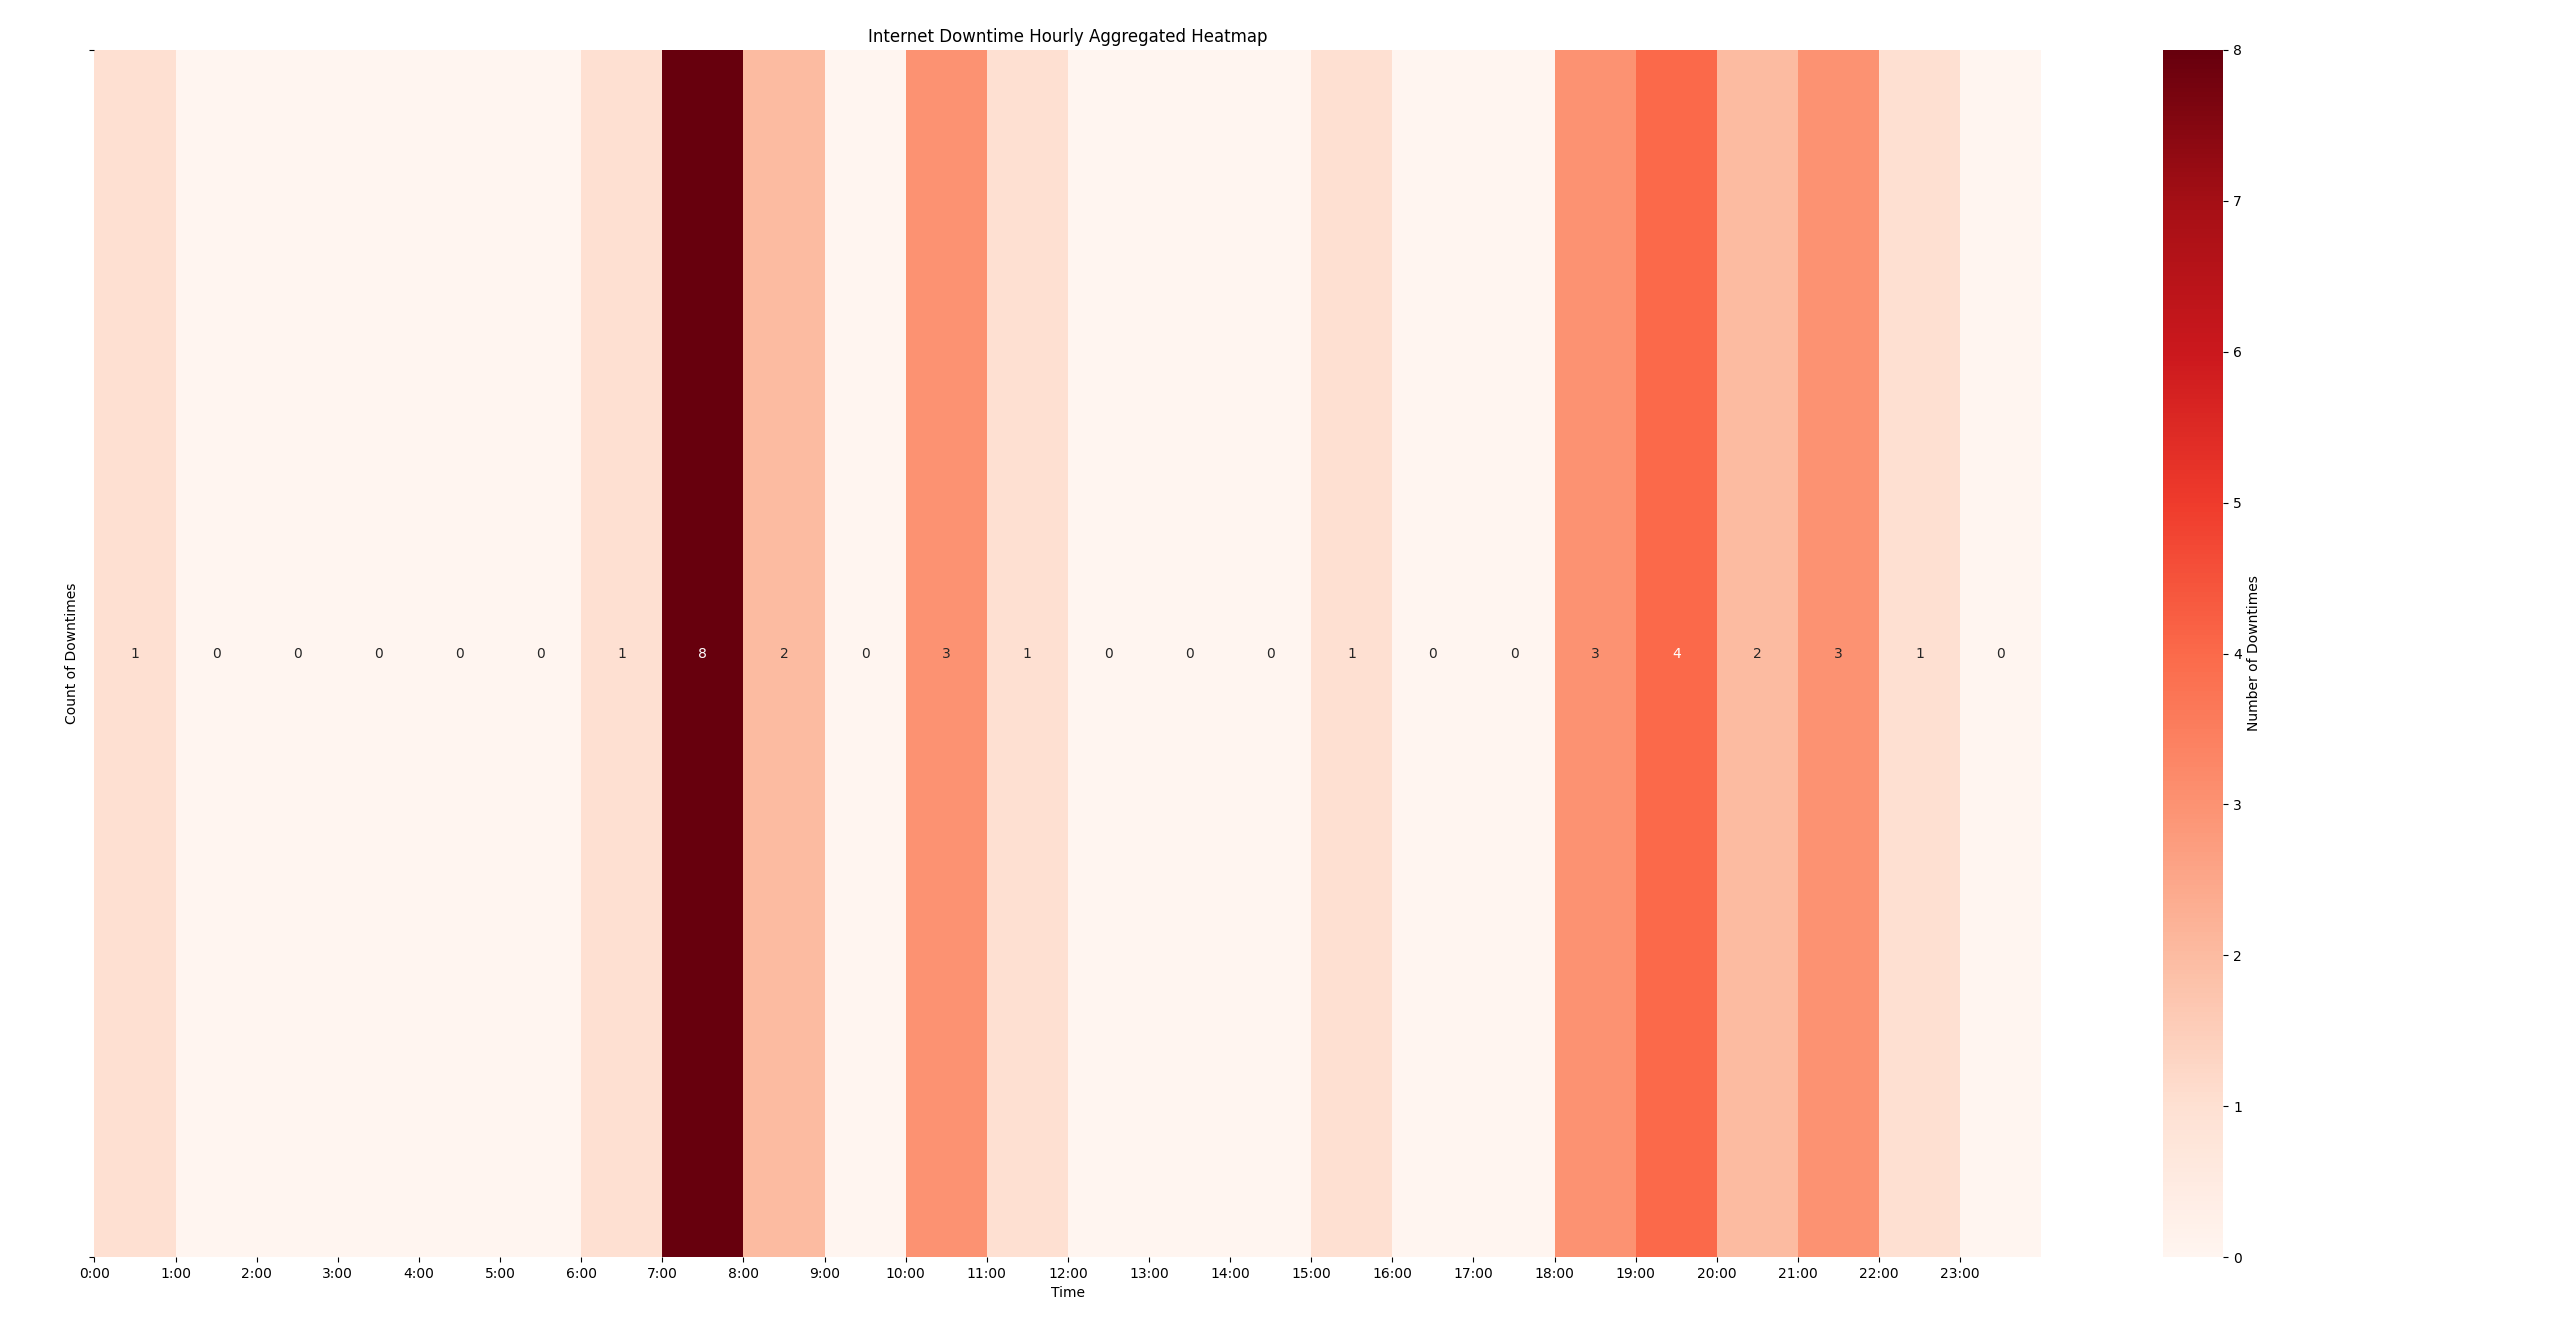 Internet Downtime Hourly Aggregated Heatmap
Count of Downtimes
1 0 0 0 0 0 1 8 2 0 3 1 0 0 0 1 0 0 3 4 2 3 1 0
0:00 1:00 2:00 3:00 4:00 5:00 6:00 7:00 8:00 9:00 10:00 11:00 12:00 13:00 14:00 15:00 16:00 17:00 18:00 19:00 20:00 21:00 22:00 23:00
Time
8
7
6
5
4
3
2
1
0
Number of Downtimes